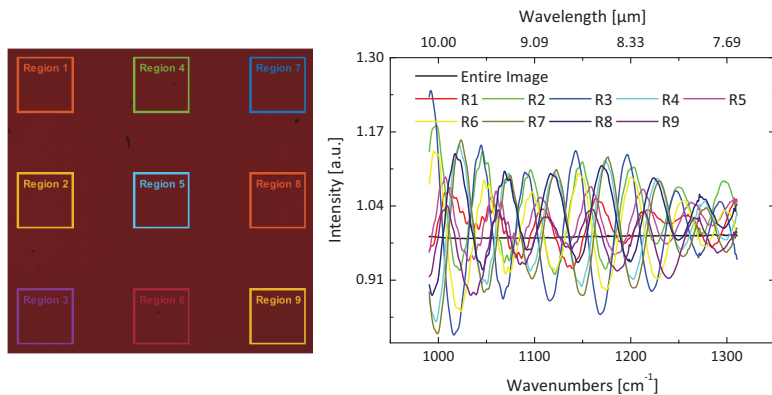 Region 1
Region 4
Region 7
Region 2
Region 5
Region 8
Region 3
Region 6
Region 9
Wavelength [µm]
10.00 9.09 8.33 7.69
1.30
1.17
1.04
0.91
Intensity [a.u.]
Entire Image
R1 R2 R3 R4 R5
R6 R7 R8 R9
1000 1100 1200 1300
Wavenumbers [cm⁻¹]